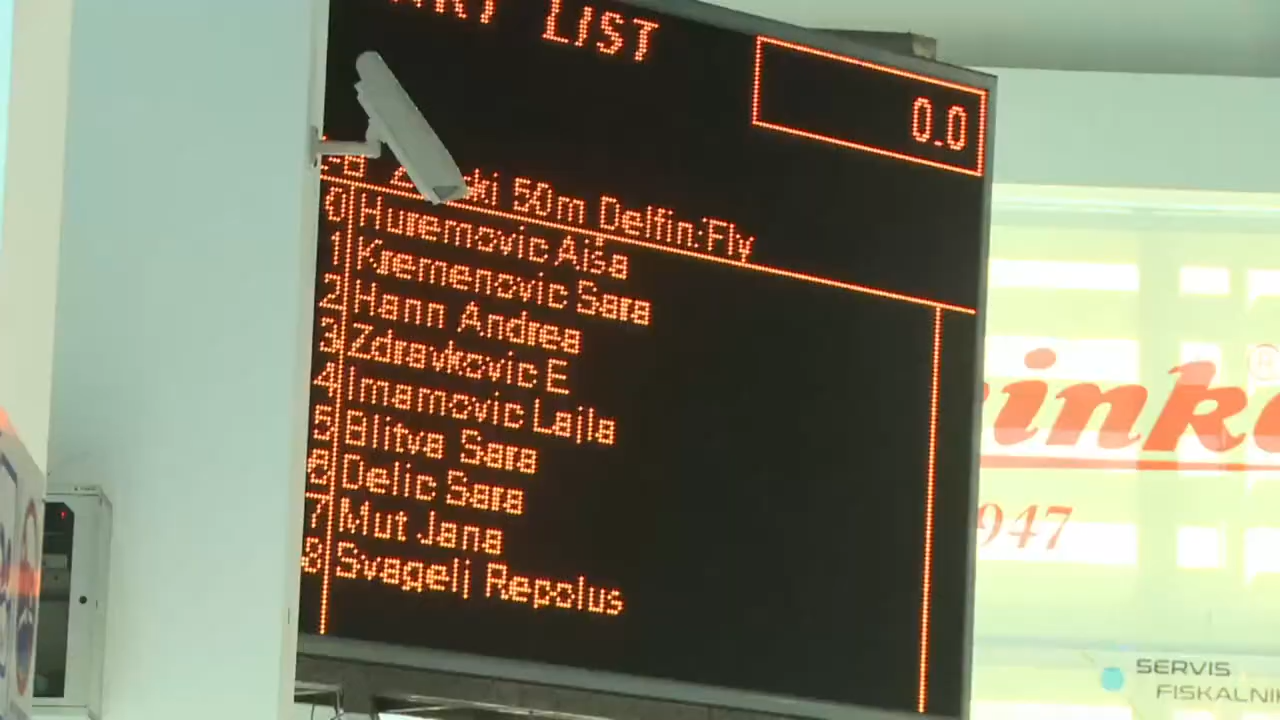 LIST
0.0
50m Delfin:Fly
0 Huremovic Aiša
1 Kremenovic Sara
2 Hann Andrea
3 Zdravkovic E
4 Imamovic Lajla
5 Blitva Sara
6 Delic Sara
7 Mut Jana
8 Svagelj Repolus
947
SERVIS